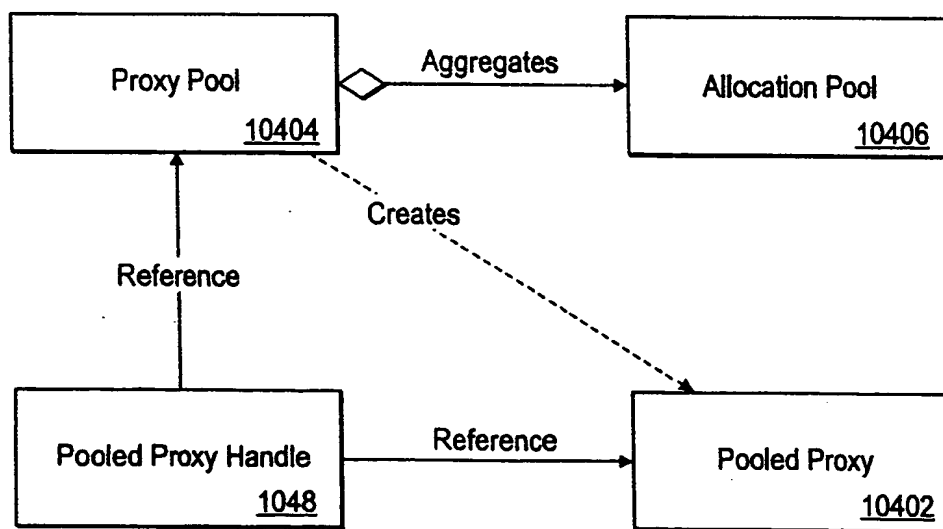 Proxy Pool
10404
Aggregates
Allocation Pool
10406
Creates
Reference
Pooled Proxy Handle
1048
Reference
Pooled Proxy
10402